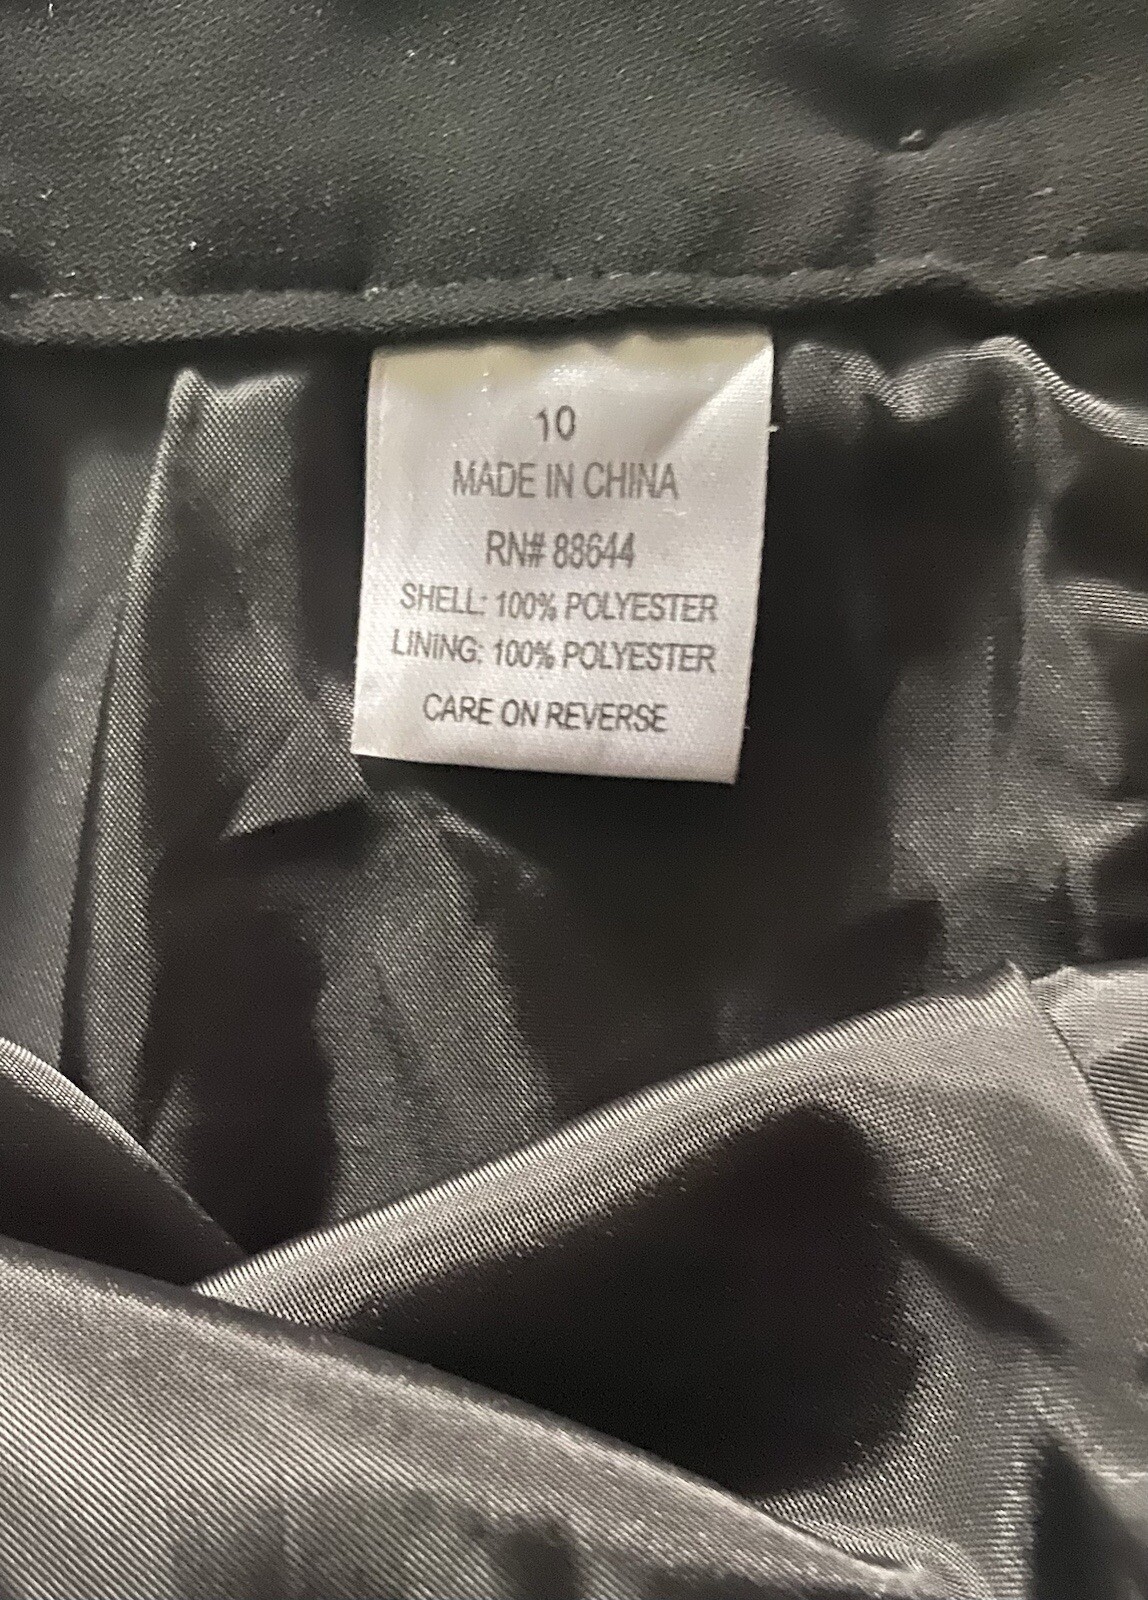 10
MADE IN CHINA
RN# 88644
SHELL: 100% POLYESTER
LINING: 100% POLYESTER
CARE ON REVERSE